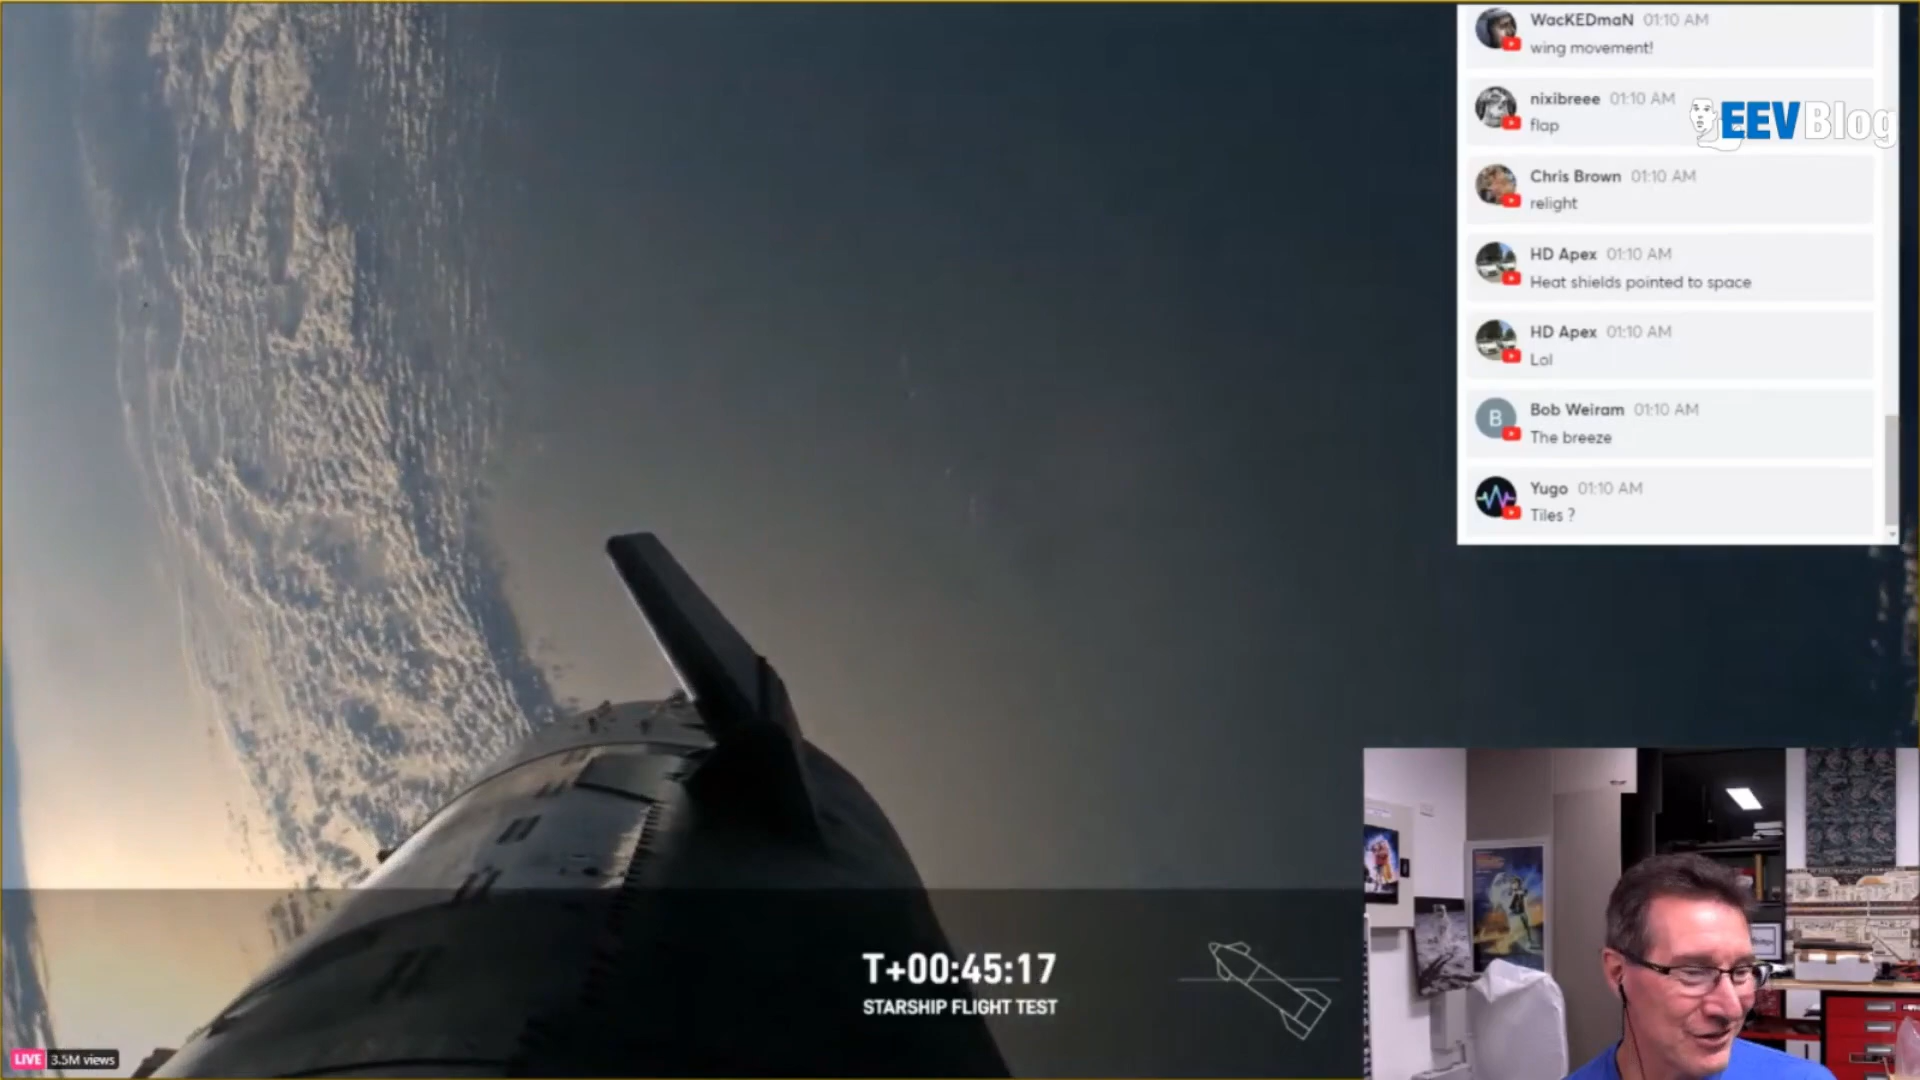 WacKEDmaN 01:10 AM
wing movement!
nixibreee 01:10 AM
flap
EEVBlog
Chris Brown 01:10 AM
relight
HD Apex 01:10 AM
Heat shields pointed to space
HD Apex 01:10 AM
Lol
B
Bob Weiram 01:10 AM
The breeze
Yugo 01:10 AM
Tiles ?
T+00:45:17
STARSHIP FLIGHT TEST
LIVE 3.5M views